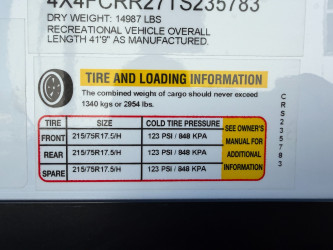 4X4FCRR27TS235783
DRY WEIGHT: 14987 LBS
RECREATIONAL VEHICLE OVERALL
LENGTH 41'9" AS MANUFACTURED.
TIRE AND LOADING INFORMATION
The combined weight of cargo should never exceed
1340 kgs or 2954 lbs.
TIRE SIZE COLD TIRE PRESSURE
FRONT 215/75R17.5/H 123 PSI / 848 KPA
REAR 215/75R17.5/H 123 PSI / 848 KPA
SPARE 215/75R17.5/H 123 PSI / 848 KPA
SEE OWNER'S
MANUAL FOR
ADDITIONAL
INFORMATION
CRS235783